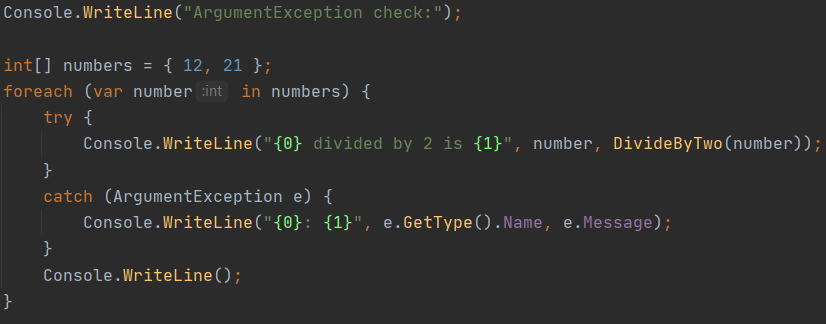 Console.WriteLine("ArgumentException check:");
int[] numbers = { 12, 21 };
foreach (var number :int in numbers) {
try {
Console.WriteLine("{0} divided by 2 is {1}", number, DivideByTwo(number));
}
catch (ArgumentException e) {
Console.WriteLine("{0}: {1}", e.GetType().Name, e.Message);
}
Console.WriteLine();
}